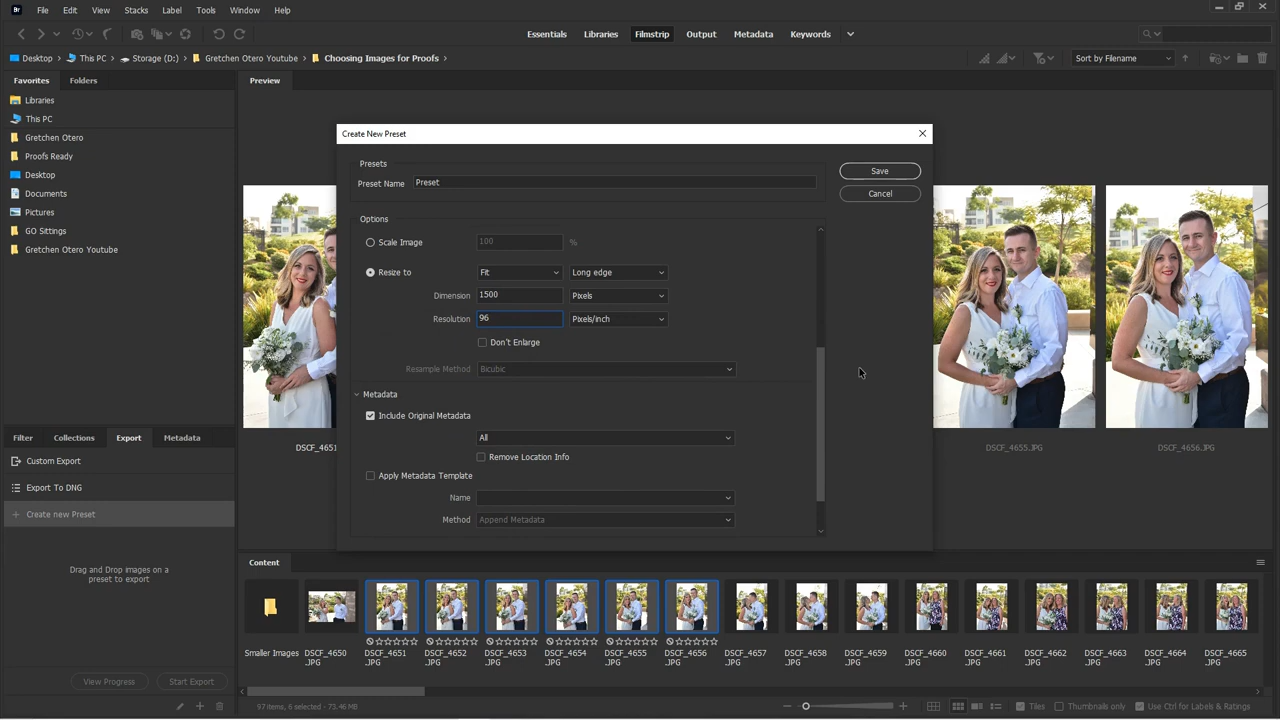 Br File Edit View Stacks Label Tools Window Help
Essentials Libraries Filmstrip Output Metadata Keywords
Desktop This PC Storage (D:) Gretchen Otero Youtube Choosing Images for Proofs Sort by Filename
Favorites Folders Preview
Libraries
This PC
Gretchen Otero
Proofs Ready
Desktop
Documents
Pictures
GO Sittings
Gretchen Otero Youtube
Create New Preset
Presets
Preset Name Preset
Save
Cancel
Options
Scale Image 100 %
Resize to Fit Long edge
Dimension 1500 Pixels
Resolution 96 Pixels/inch
Don't Enlarge
Resample Method Bicubic
Metadata
Include Original Metadata
All
Remove Location Info
Apply Metadata Template
Name
Method Append Metadata
DSCF_4651 DSCF_4655.JPG DSCF_4656.JPG
Filter Collections Export Metadata
Custom Export
Export To DNG
+ Create new Preset
Drag and Drop images on a
preset to export
View Progress Start Export
Content
Smaller Images
DSCF_4650
.JPG
DSCF_4651
.JPG
DSCF_4652
.JPG
DSCF_4653
.JPG
DSCF_4654
.JPG
DSCF_4655
.JPG
DSCF_4656
.JPG
DSCF_4657
.JPG
DSCF_4658
.JPG
DSCF_4659
.JPG
DSCF_4660
.JPG
DSCF_4661
.JPG
DSCF_4662
.JPG
DSCF_4663
.JPG
DSCF_4664
.JPG
DSCF_4665
.JPG
97 items, 6 selected - 73.46 MB Tiles Thumbnails only Use Ctrl for Labels & Ratings